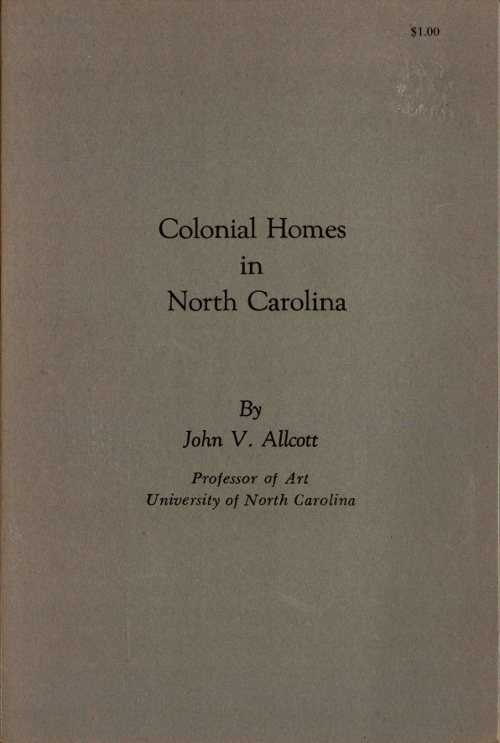 $1.00
Colonial Homes
in
North Carolina
By
John V. Allcott
Professor of Art
University of North Carolina